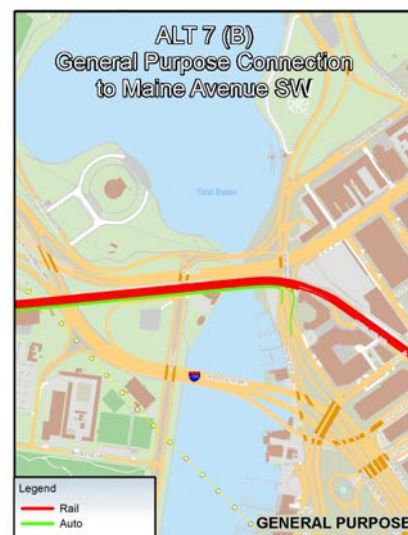 ALT 7 (B)
General Purpose Connection
to Maine Avenue SW
Tidal Basin
Legend
Rail
Auto
GENERAL PURPOSE